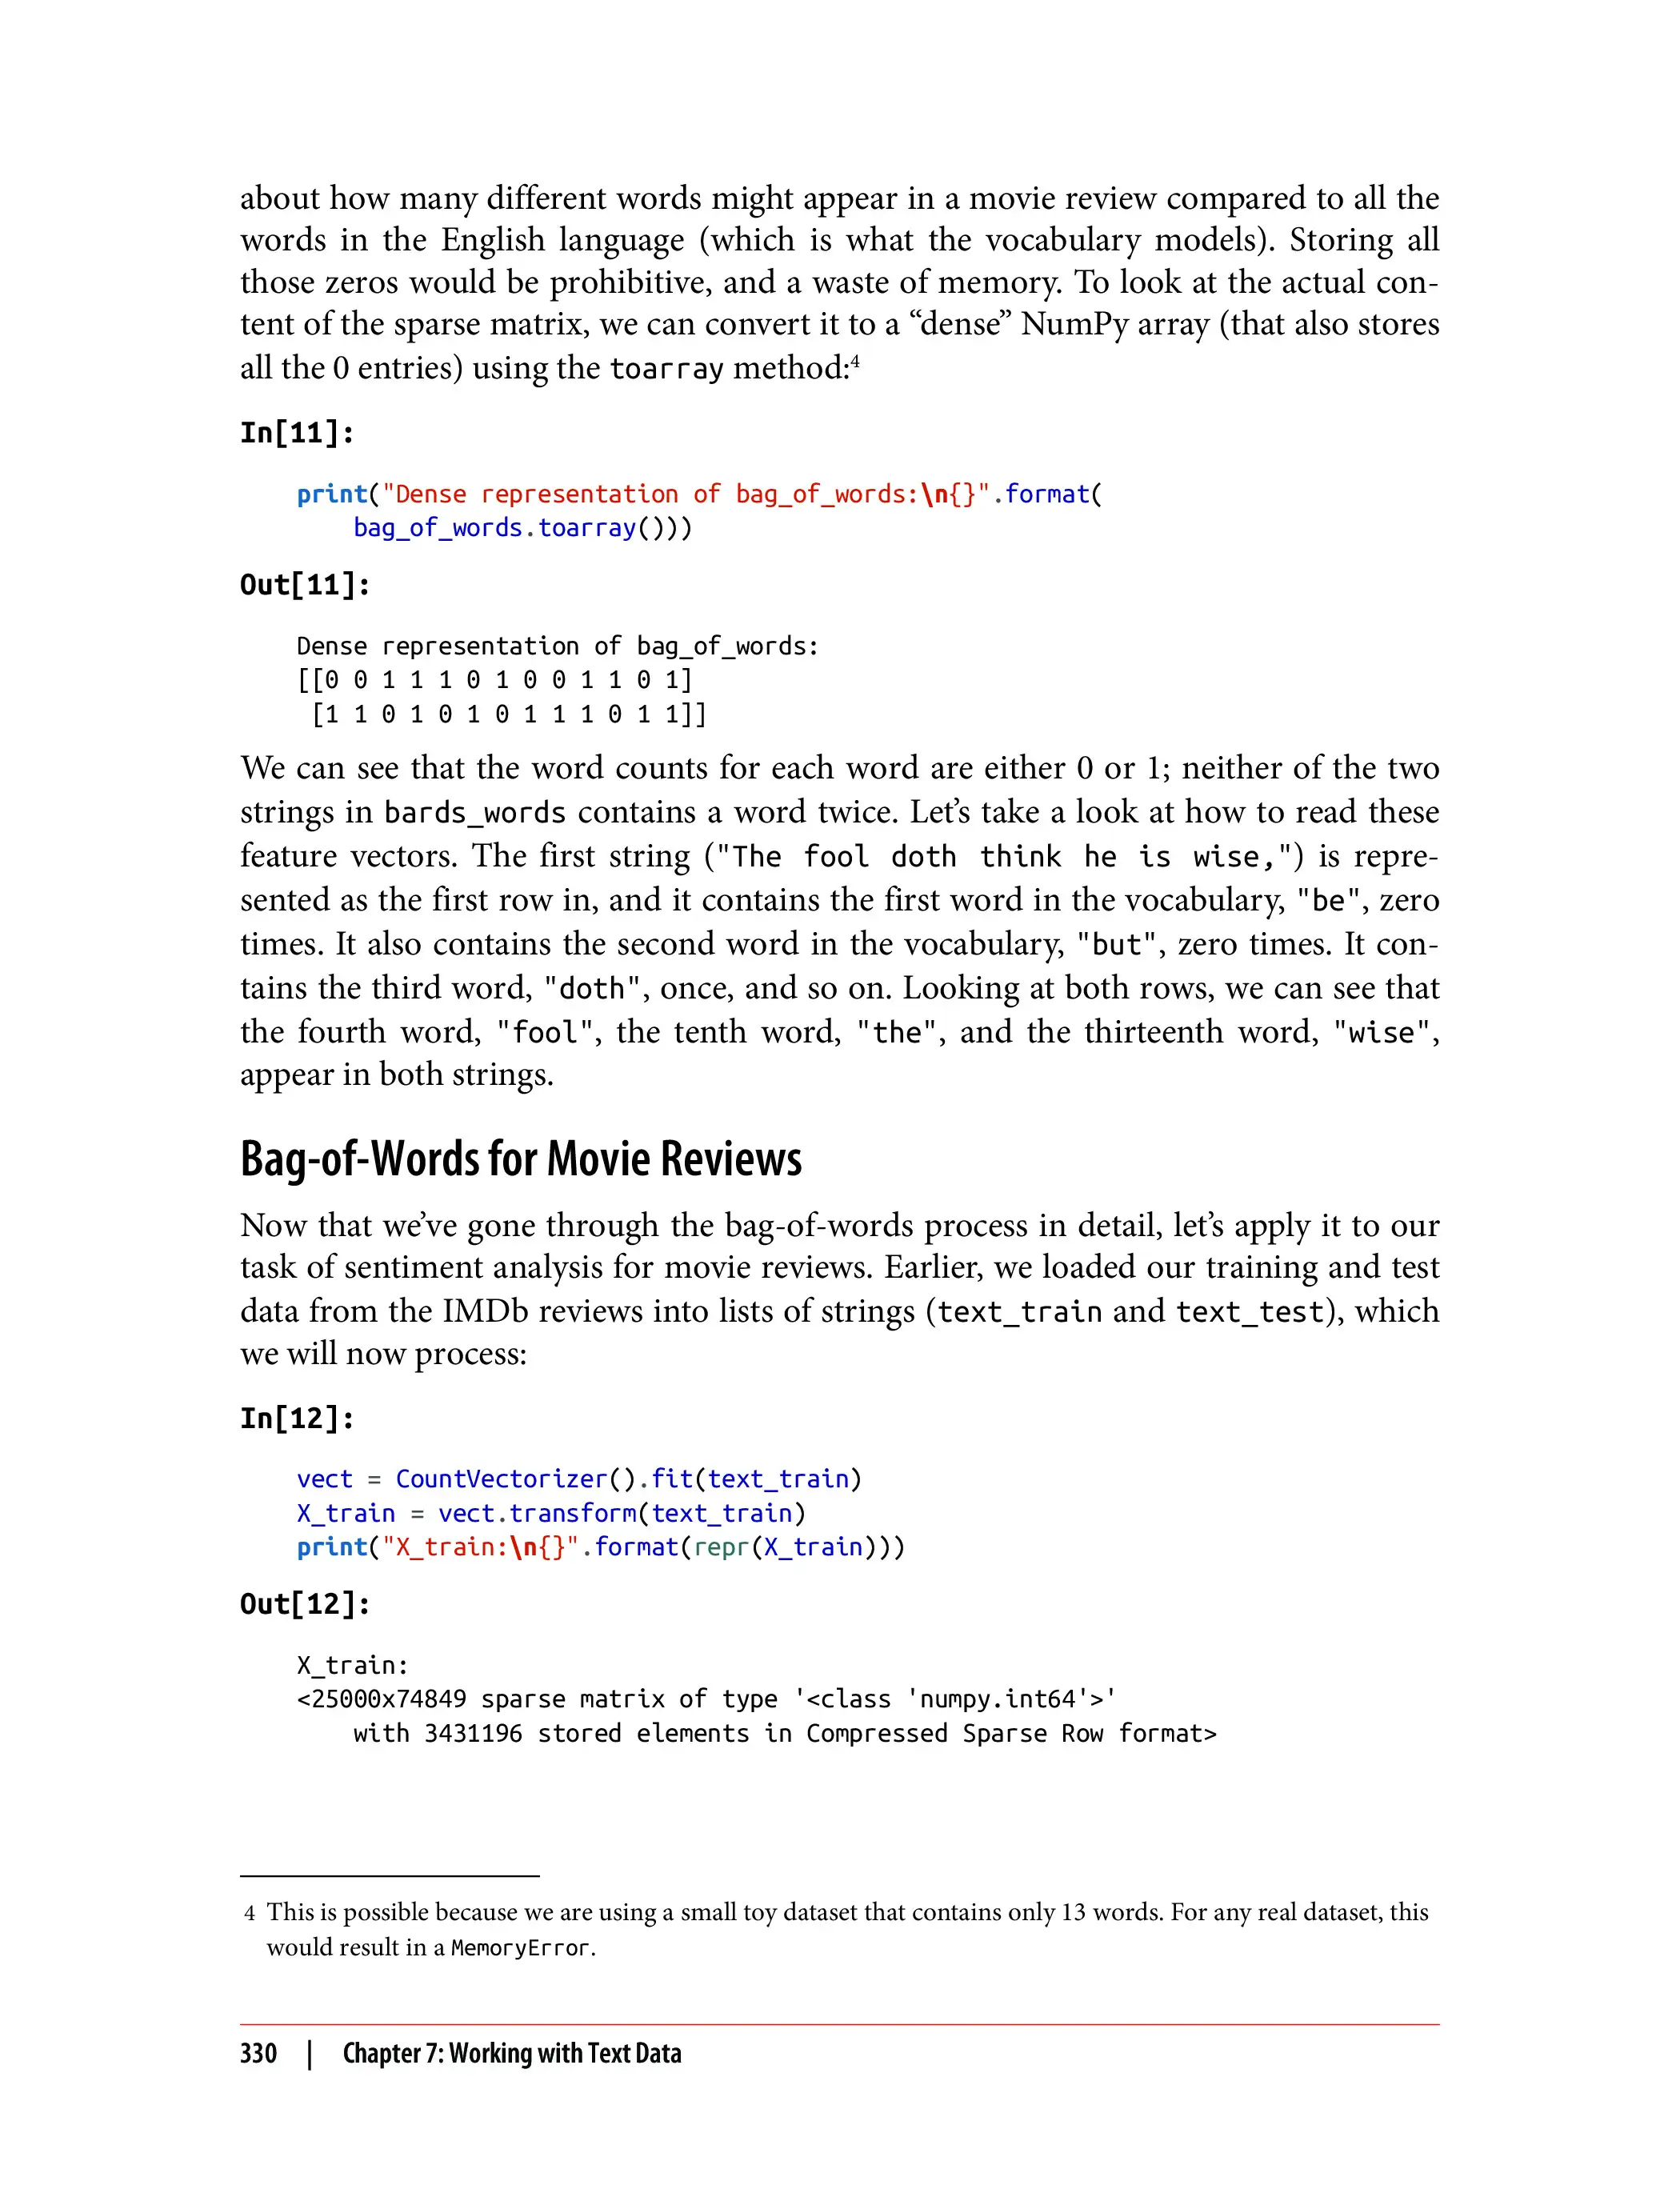 about how many different words might appear in a movie review compared to all the
words in the English language (which is what the vocabulary models). Storing all
those zeros would be prohibitive, and a waste of memory. To look at the actual con-
tent of the sparse matrix, we can convert it to a “dense” NumPy array (that also stores
all the 0 entries) using the toarray method:4
In[11]:
print("Dense representation of bag_of_words:\n{}".format(
    bag_of_words.toarray()))
Out[11]:
Dense representation of bag_of_words:
[[0 0 1 1 1 0 1 0 0 1 1 0 1]
 [1 1 0 1 0 1 0 1 1 1 0 1 1]]
We can see that the word counts for each word are either 0 or 1; neither of the two
strings in bards_words contains a word twice. Let’s take a look at how to read these
feature vectors. The first string ("The fool doth think he is wise,") is repre-
sented as the first row in, and it contains the first word in the vocabulary, "be", zero
times. It also contains the second word in the vocabulary, "but", zero times. It con-
tains the third word, "doth", once, and so on. Looking at both rows, we can see that
the fourth word, "fool", the tenth word, "the", and the thirteenth word, "wise",
appear in both strings.
Bag-of-Words for Movie Reviews
Now that we’ve gone through the bag-of-words process in detail, let’s apply it to our
task of sentiment analysis for movie reviews. Earlier, we loaded our training and test
data from the IMDb reviews into lists of strings (text_train and text_test), which
we will now process:
In[12]:
vect = CountVectorizer().fit(text_train)
X_train = vect.transform(text_train)
print("X_train:\n{}".format(repr(X_train)))
Out[12]:
X_train:
<25000x74849 sparse matrix of type '<class 'numpy.int64'>'
    with 3431196 stored elements in Compressed Sparse Row format>
4 This is possible because we are using a small toy dataset that contains only 13 words. For any real dataset, this
would result in a MemoryError.
330 | Chapter 7: Working with Text Data